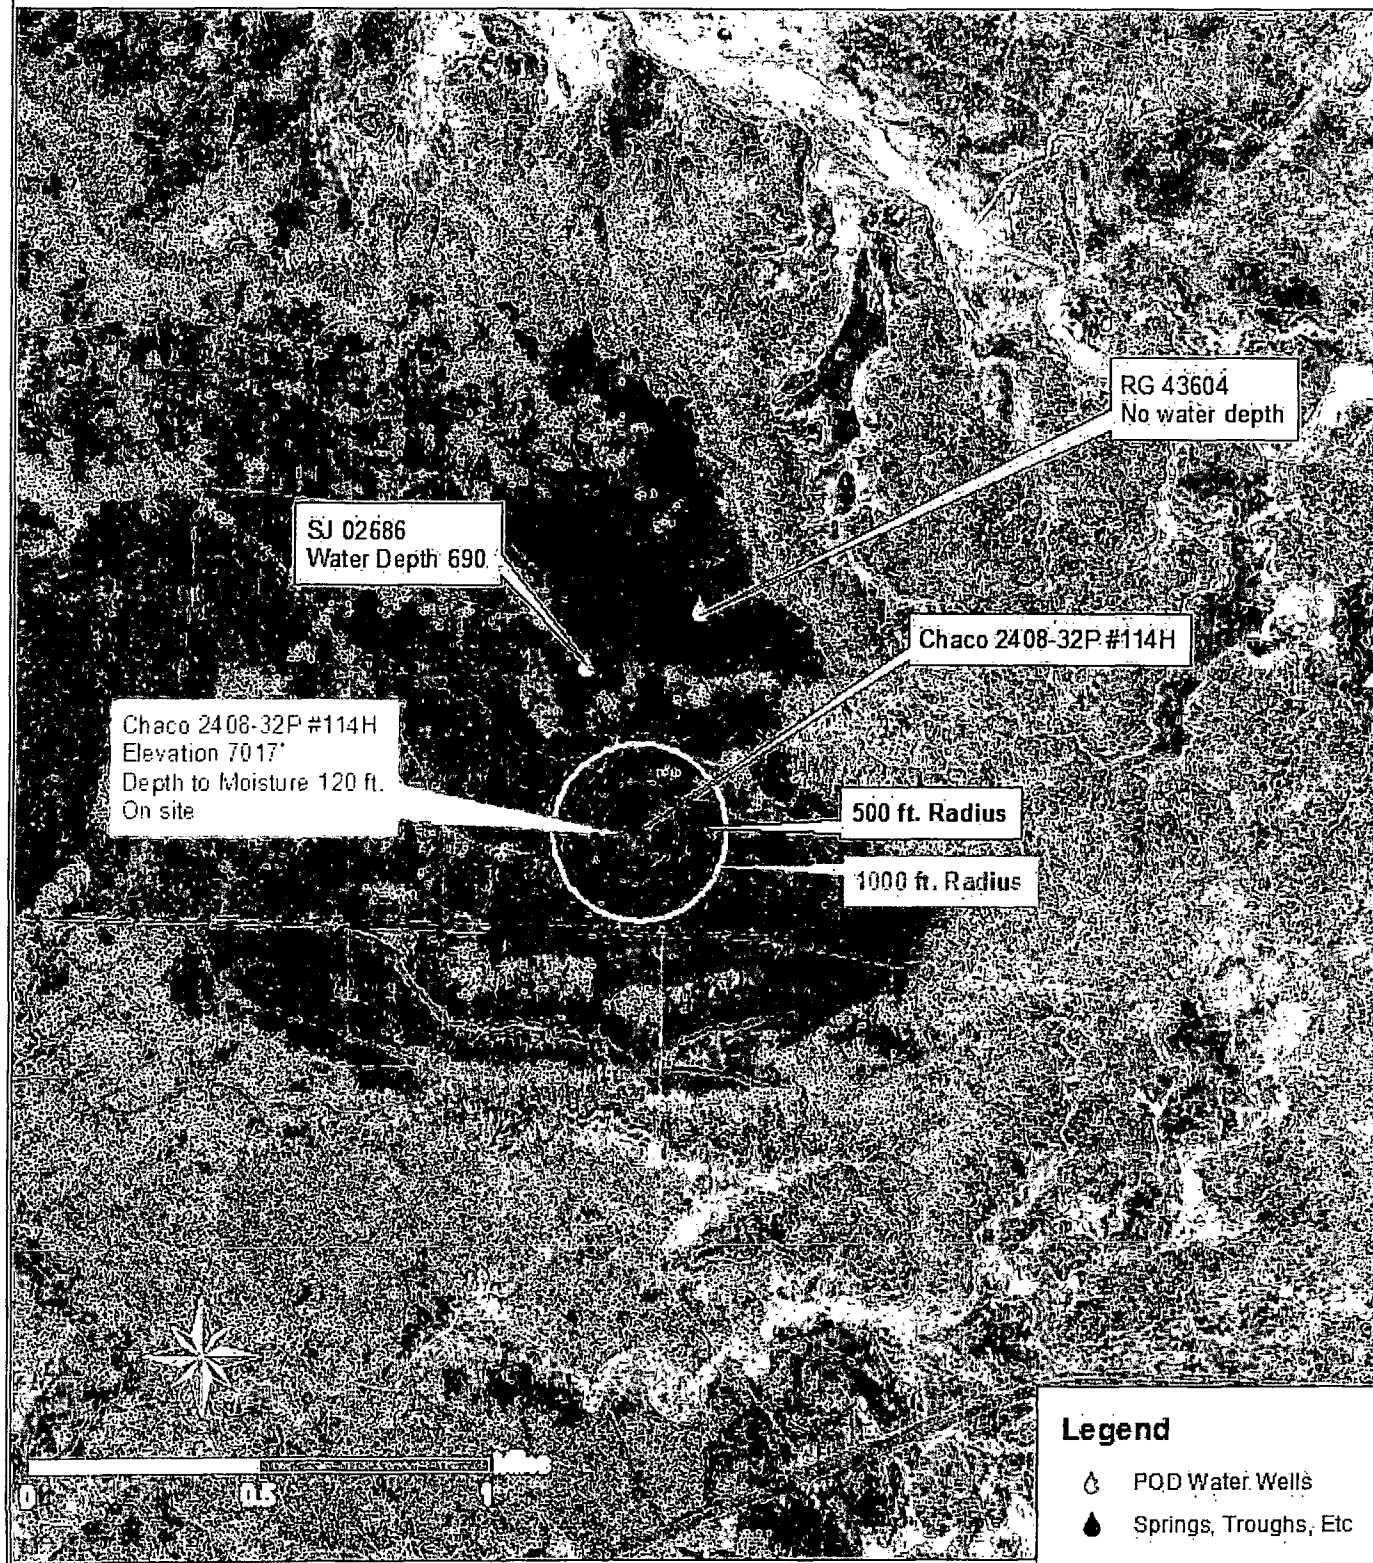 RG 43604
No water depth
SJ 02686
Water Depth 690
Chaco 2408-32P #114H
Chaco 2408-32P #114H
Elevation 7017'
Depth to Moisture 120 ft.
On site
500 ft. Radius
1000 ft. Radius
0
0.5
1
Legend
POD Water Wells
Springs, Troughs, Etc